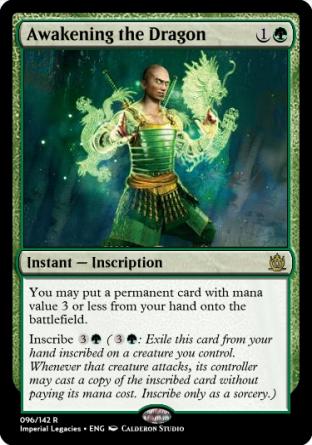 Awakening the Dragon 1
Instant — Inscription
You may put a permanent card with mana
value 3 or less from your hand onto the
battlefield.
Inscribe 3 ( 3 : Exile this card from your
hand inscribed on a creature you control.
Whenever that creature attacks, its controller
may cast a copy of the inscribed card without
paying its mana cost. Inscribe only as a sorcery.)
096/142 R
Imperial Legacies • ENG Calderon Studio